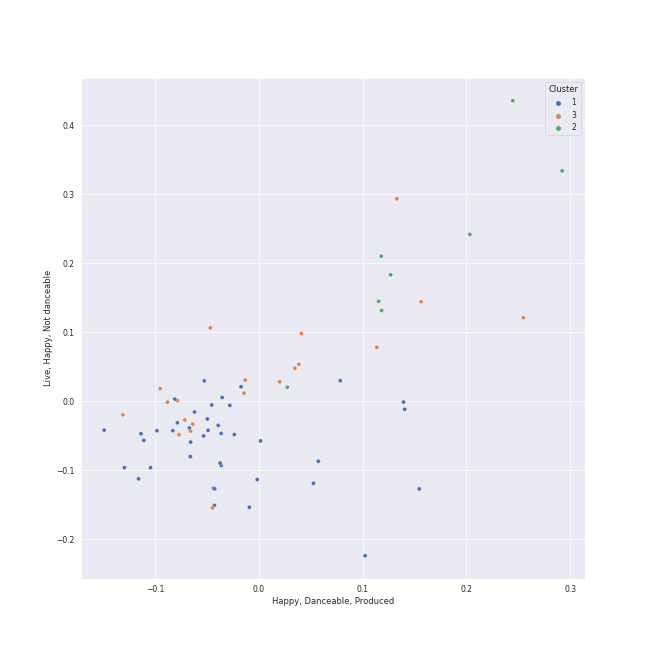 Cluster
1
3
2
0.4
0.3
0.2
0.1
0.0
−0.1
−0.2
Live, Happy, Not danceable
−0.1 0.0 0.1 0.2 0.3
Happy, Danceable, Produced